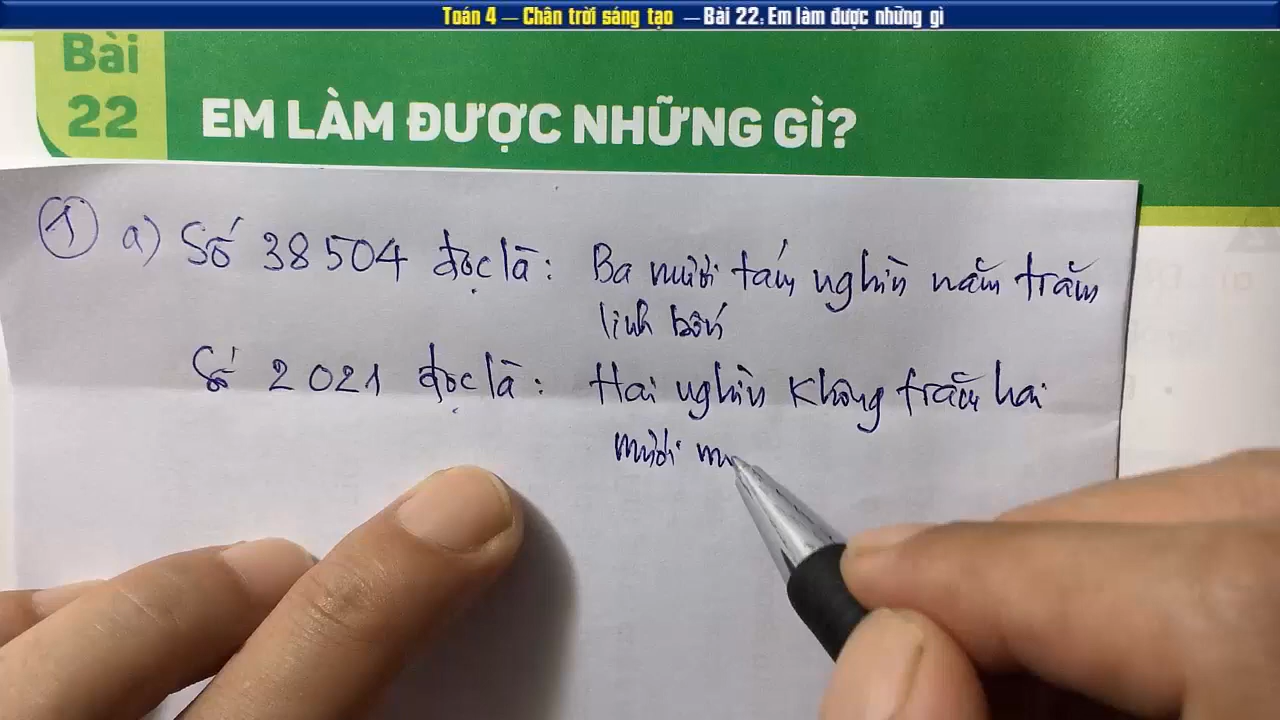 Toán 4 — Chân trời sáng tạo — Bài 22: Em làm được những gì
Bài
22
EM LÀM ĐƯỢC NHỮNG GÌ?
1 a) Số 38 504 đọc là: Ba mươi tám nghìn năm trăm
linh bốn
Số 2 021 đọc là: Hai nghìn không trăm hai
mươi m